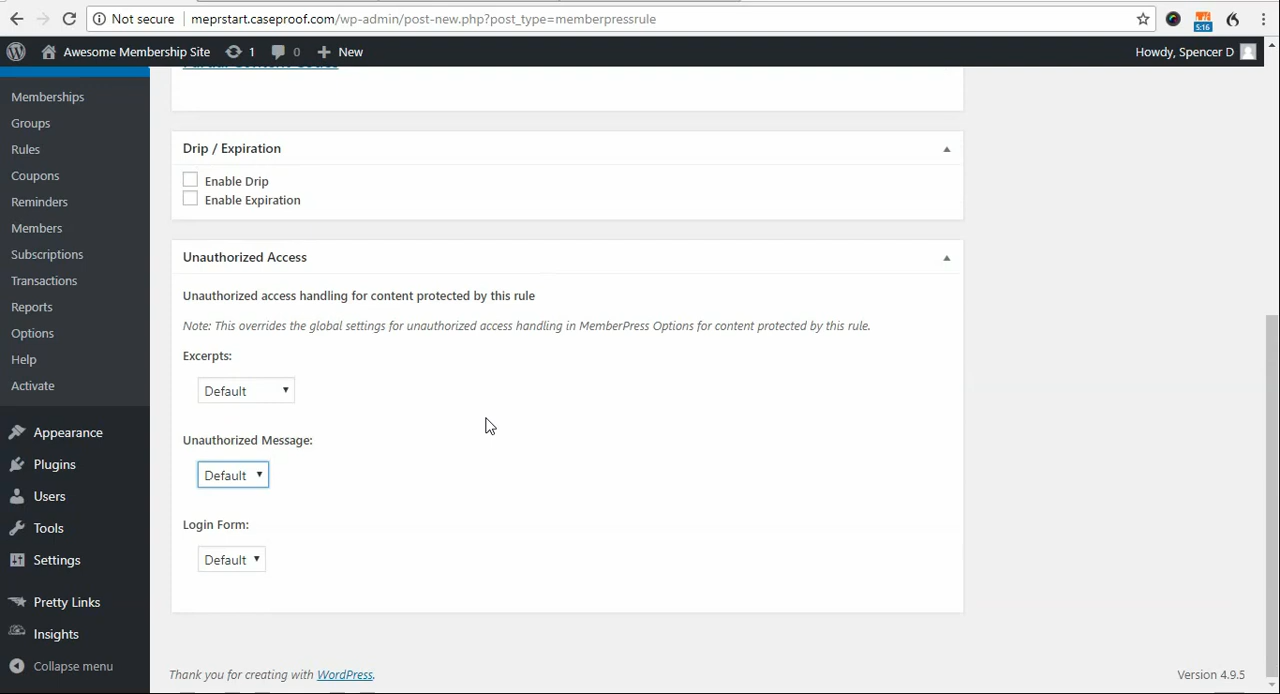 Not secure
meprstart.caseproof.com/wp-admin/post-new.php?post_type=memberpressrule
5:16
Awesome Membership Site
1
0
New
Howdy, Spencer D
Memberships
Groups
Rules
Coupons
Reminders
Members
Subscriptions
Transactions
Reports
Options
Help
Activate
Appearance
Plugins
Users
Tools
Settings
Pretty Links
Insights
Collapse menu
Drip / Expiration
Enable Drip
Enable Expiration
Unauthorized Access
Unauthorized access handling for content protected by this rule
Note: This overrides the global settings for unauthorized access handling in MemberPress Options for content protected by this rule.
Excerpts:
Default
Unauthorized Message:
Default
Login Form:
Default
Thank you for creating with WordPress.
Version 4.9.5